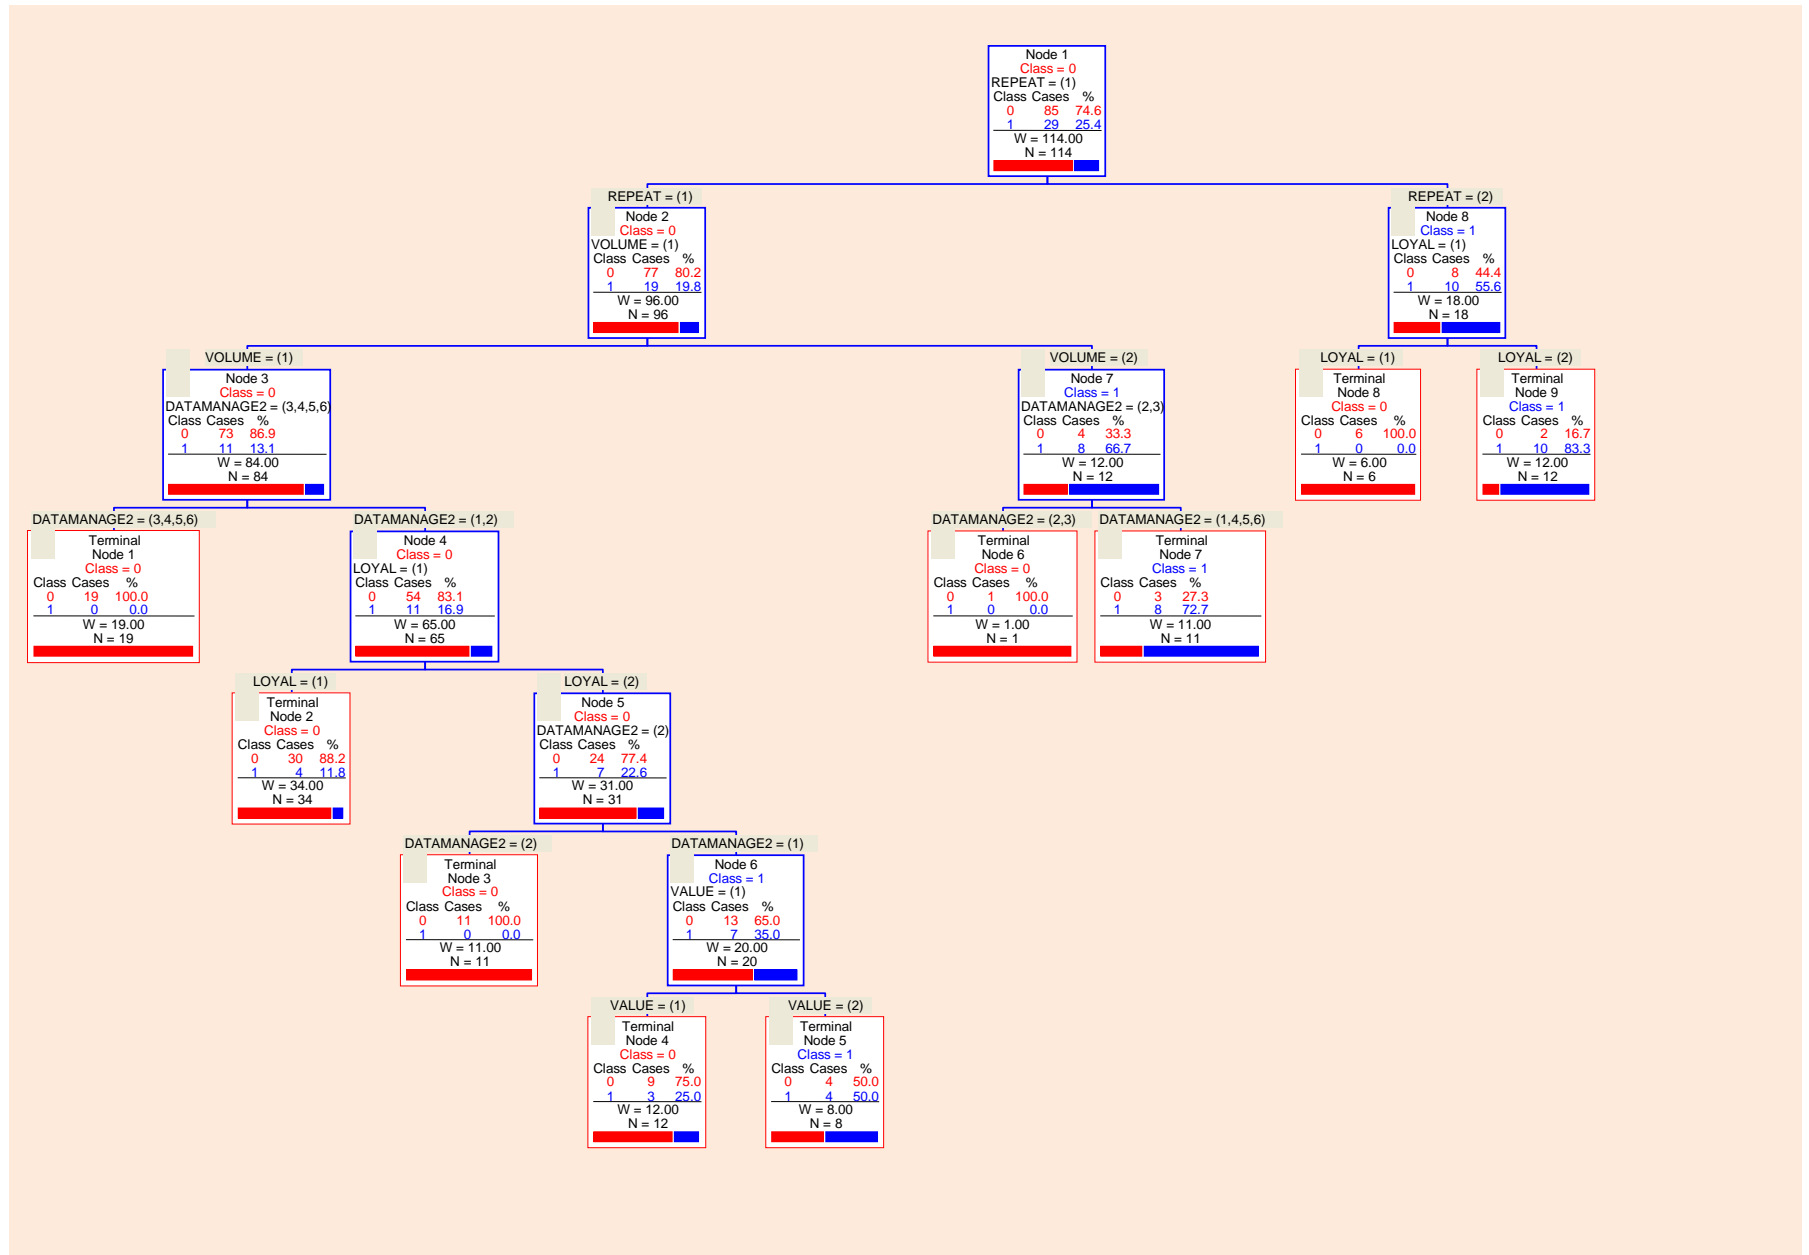 Node 1
Class = 0
REPEAT = (1)
Class Cases %
0 85 74.6
1 29 25.4
W = 114.00
N = 114
REPEAT = (1)
Node 2
Class = 0
VOLUME = (1)
Class Cases %
0 77 80.2
1 19 19.8
W = 96.00
N = 96
REPEAT = (2)
Node 8
Class = 1
LOYAL = (1)
Class Cases %
0 8 44.4
1 10 55.6
W = 18.00
N = 18
VOLUME = (1)
Node 3
Class = 0
DATAMANAGE2 = (3,4,5,6)
Class Cases %
0 73 86.9
1 11 13.1
W = 84.00
N = 84
VOLUME = (2)
Node 7
Class = 1
DATAMANAGE2 = (2,3)
Class Cases %
0 4 33.3
1 8 66.7
W = 12.00
N = 12
LOYAL = (1)
Terminal
Node 8
Class = 0
Class Cases %
0 6 100.0
1 0 0.0
W = 6.00
N = 6
LOYAL = (2)
Terminal
Node 9
Class = 1
Class Cases %
0 2 16.7
1 10 83.3
W = 12.00
N = 12
DATAMANAGE2 = (3,4,5,6)
Terminal
Node 1
Class = 0
Class Cases %
0 19 100.0
1 0 0.0
W = 19.00
N = 19
DATAMANAGE2 = (1,2)
Node 4
Class = 0
LOYAL = (1)
Class Cases %
0 54 83.1
1 11 16.9
W = 65.00
N = 65
DATAMANAGE2 = (2,3)
Terminal
Node 6
Class = 0
Class Cases %
0 1 100.0
1 0 0.0
W = 1.00
N = 1
DATAMANAGE2 = (1,4,5,6)
Terminal
Node 7
Class = 1
Class Cases %
0 3 27.3
1 8 72.7
W = 11.00
N = 11
LOYAL = (1)
Terminal
Node 2
Class = 0
Class Cases %
0 30 88.2
1 4 11.8
W = 34.00
N = 34
LOYAL = (2)
Node 5
Class = 0
DATAMANAGE2 = (2)
Class Cases %
0 24 77.4
1 7 22.6
W = 31.00
N = 31
DATAMANAGE2 = (2)
Terminal
Node 3
Class = 0
Class Cases %
0 11 100.0
1 0 0.0
W = 11.00
N = 11
DATAMANAGE2 = (1)
Node 6
Class = 1
VALUE = (1)
Class Cases %
0 13 65.0
1 7 35.0
W = 20.00
N = 20
VALUE = (1)
Terminal
Node 4
Class = 0
Class Cases %
0 9 75.0
1 3 25.0
W = 12.00
N = 12
VALUE = (2)
Terminal
Node 5
Class = 1
Class Cases %
0 4 50.0
1 4 50.0
W = 8.00
N = 8